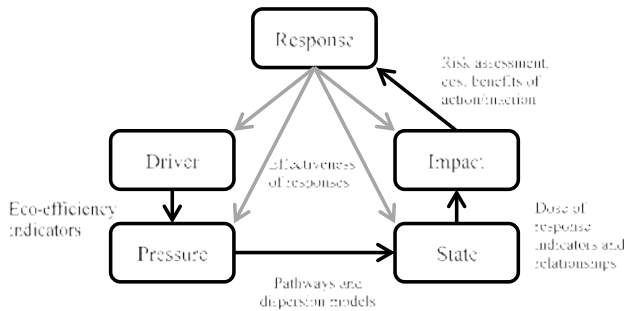 Response
Risk assessment,
cost benefits of
action/inaction
Driver
Effectiveness
of responses
Impact
Eco-efficiency
indicators
Dose of
response
indicators and
relationships
Pressure
State
Pathways and
dispersion models